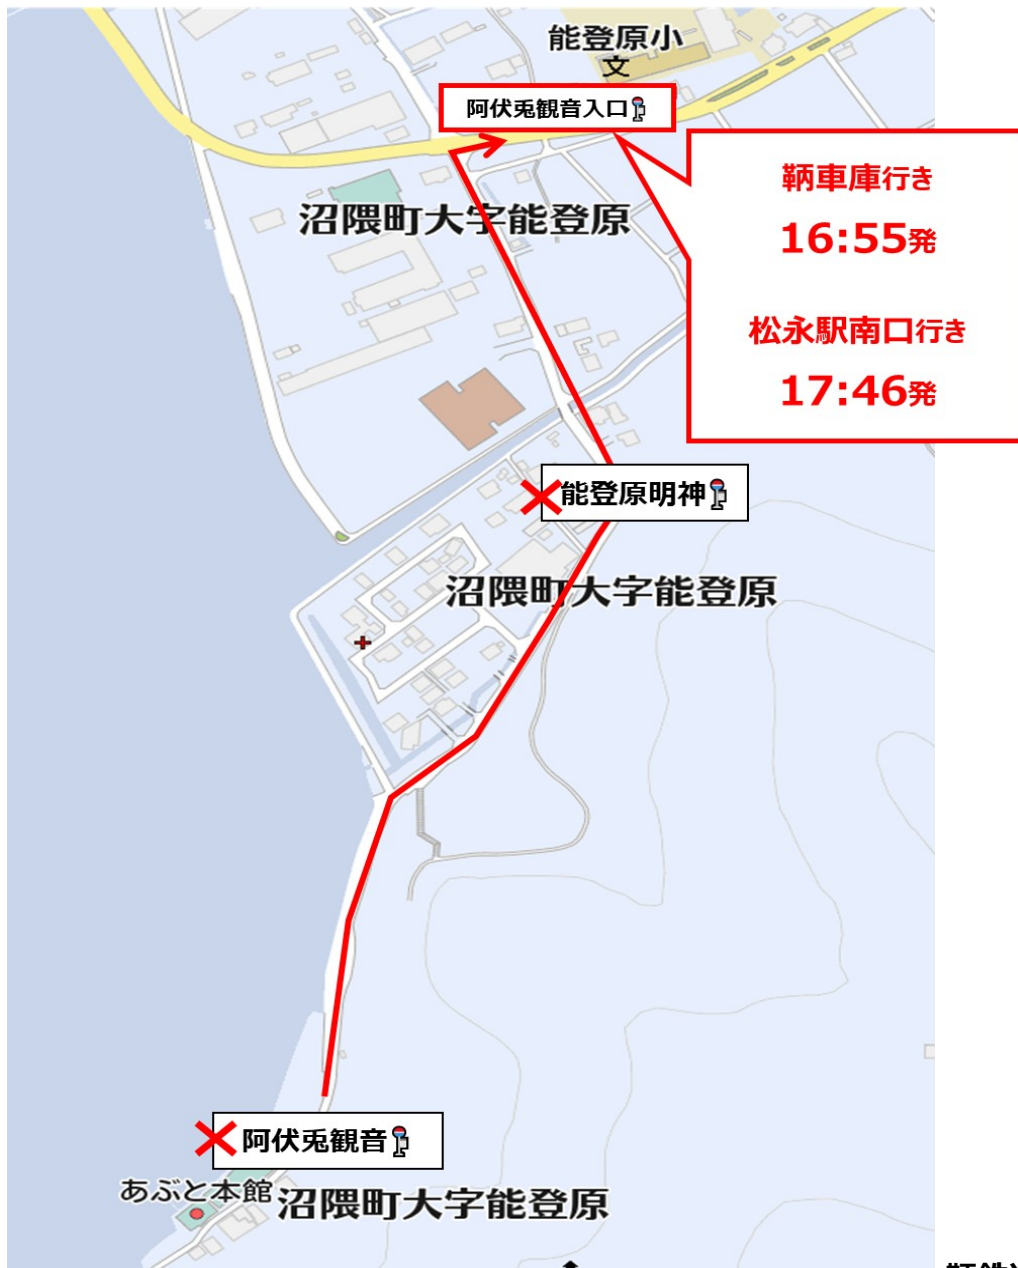 能登原小
文
阿伏兎観音入口
鞆車庫行き
16:55発
沼隈町大字能登原
松永駅南口行き
17:46発
能登原明神
沼隈町大字能登原
阿伏兎観音
あぶと本館
沼隈町大字能登原